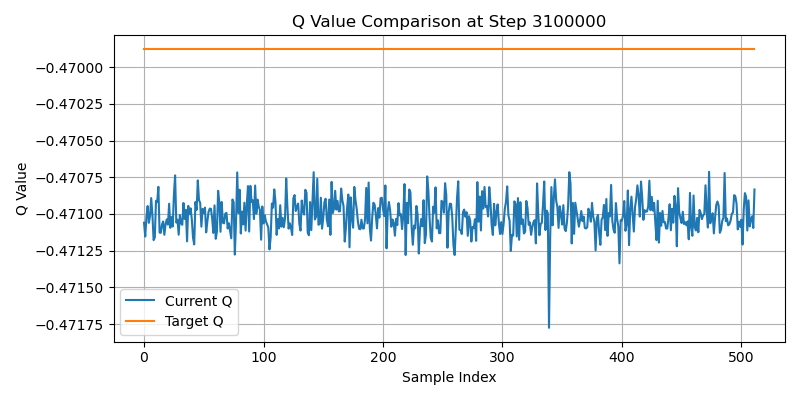 Q Value Comparison at Step 3100000
Q Value
−0.47000
−0.47025
−0.47050
−0.47075
−0.47100
−0.47125
−0.47150
−0.47175
Current Q
Target Q
0 100 200 300 400 500
Sample Index